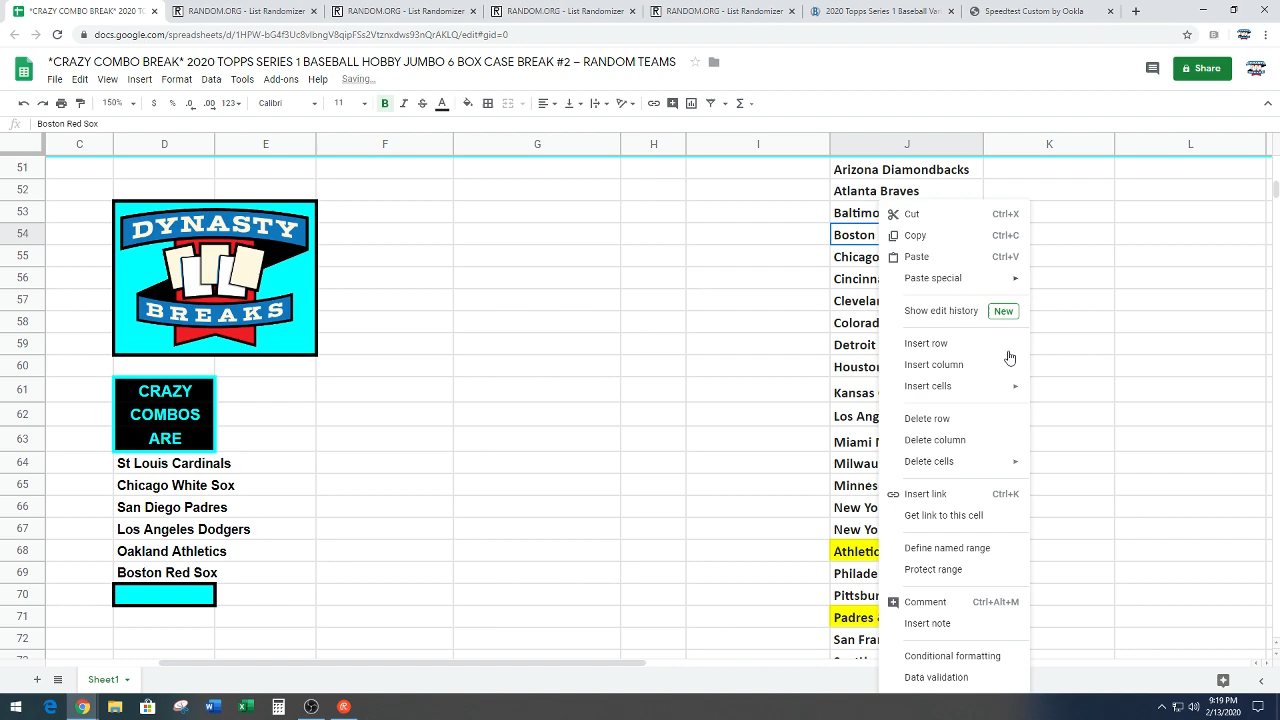 *CRAZY COMBO BREAK* 2020 TO
RANDOM.ORG - List Randomizer
RANDOM.ORG - List Randomizer
RANDOM.ORG - List Randomizer
RANDOM.ORG - List Randomizer
2020 Topps Series 1 Baseball Vari
Speedtest Custom by Ookla
docs.google.com/spreadsheets/d/1HPW-bG4f3Uc8vIbngV8qipFSs2Vtznxdws93nQrAKLQ/edit#gid=0
*CRAZY COMBO BREAK* 2020 TOPPS SERIES 1 BASEBALL HOBBY JUMBO 6 BOX CASE BREAK #2 – RANDOM TEAMS
File Edit View Insert Format Data Tools Add-ons Help Saving...
Share
150% $ % .0 .00 123 Calibri 11 B I S A
fx Boston Red Sox
C D E F G H I J K L
51 Arizona Diamondbacks
52 Atlanta Braves
53 Baltimo
54 Boston
55 Chicago
56 Cincinna
57 Clevelan
58 Colorad
59 Detroit
60 Houston
61 Kansas
62 Los Ang
63 Miami
64 St Louis Cardinals Milwau
65 Chicago White Sox Minnes
66 San Diego Padres New Yo
67 Los Angeles Dodgers New Yo
68 Oakland Athletics Athletic
69 Boston Red Sox Philade
70 Pittsbur
71 Padres
72 San Fran
DYNASTY
BREAKS
CRAZY
COMBOS
ARE
Cut Ctrl+X
Copy Ctrl+C
Paste Ctrl+V
Paste special
Show edit history New
Insert row
Insert column
Insert cells
Delete row
Delete column
Delete cells
Insert link Ctrl+K
Get link to this cell
Define named range
Protect range
Comment Ctrl+Alt+M
Insert note
Conditional formatting
Data validation
Sheet1
9:19 PM
2/13/2020